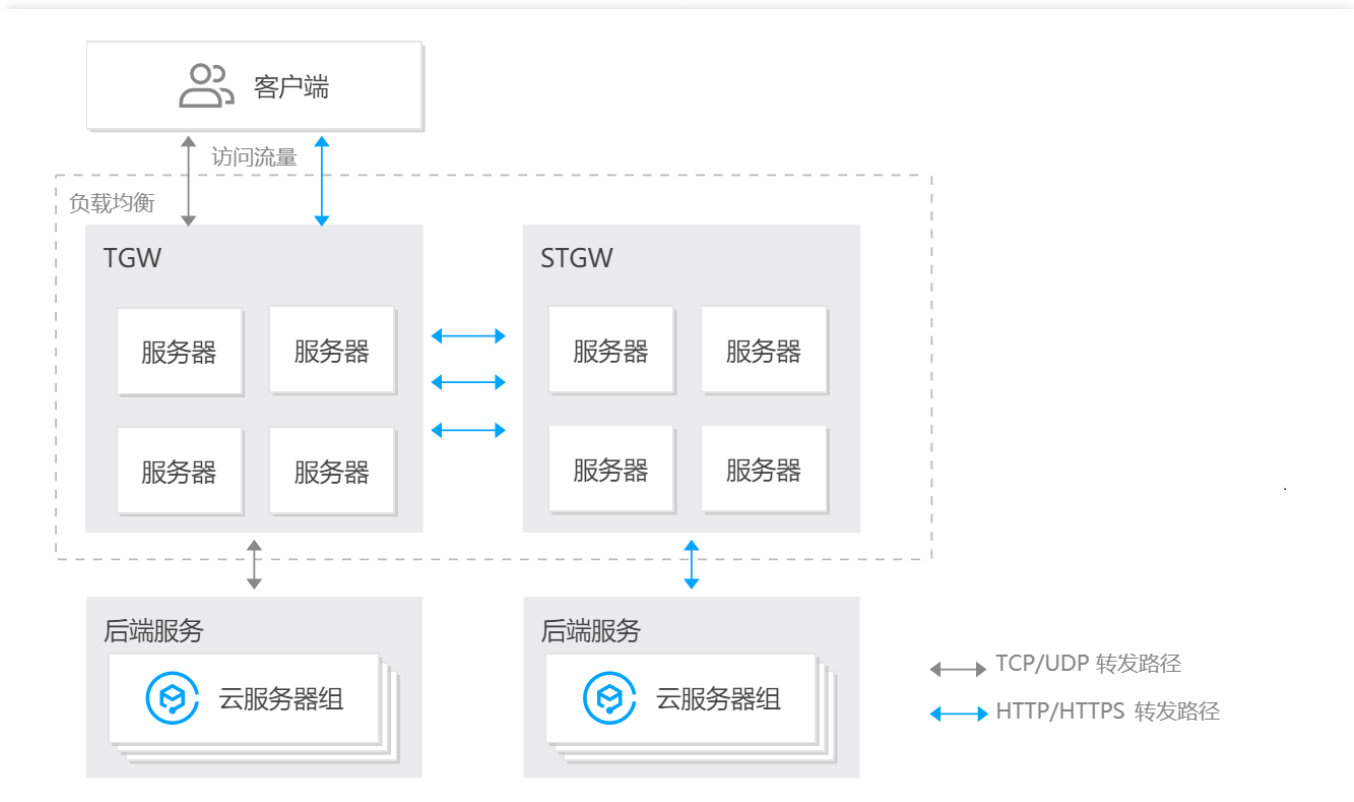 客户端
访问流量
负载均衡
TGW
STGW
服务器
服务器
服务器
服务器
服务器
服务器
服务器
服务器
后端服务
后端服务
云服务器组
云服务器组
TCP/UDP 转发路径
HTTP/HTTPS 转发路径